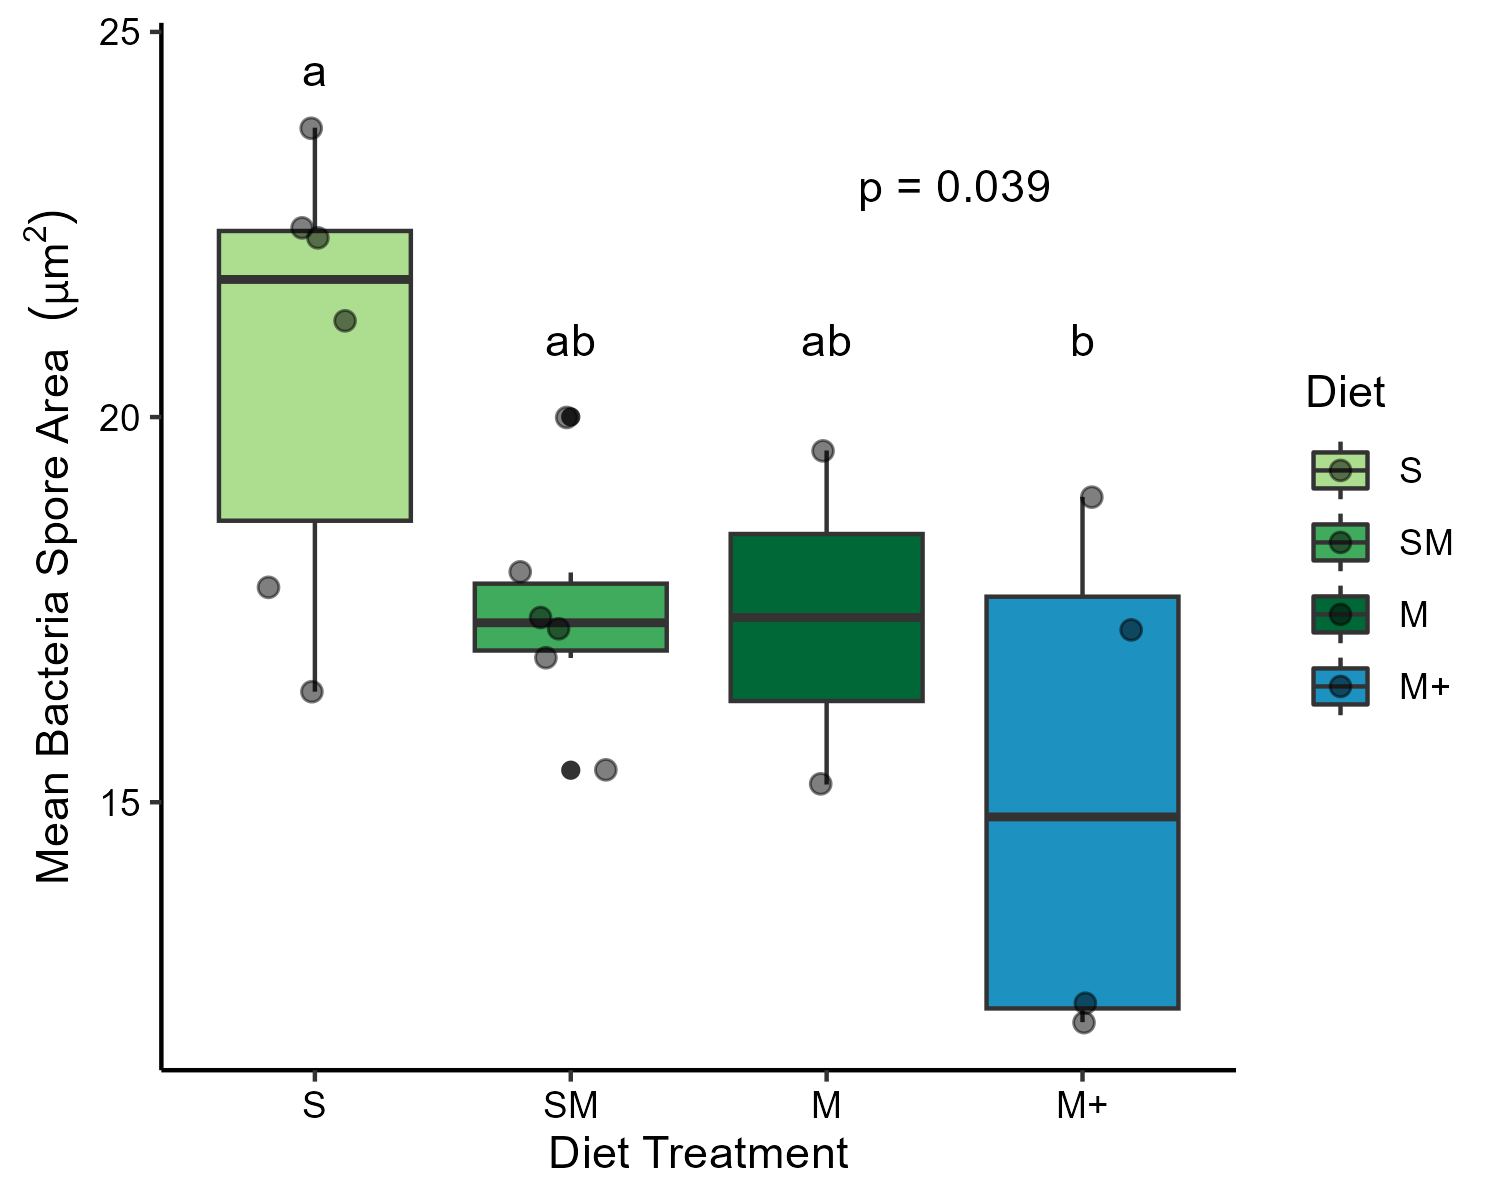 25
a
p = 0.039
Mean Bacteria Spore Area (µm²)
ab
ab
b
Diet
20
S
SM
M
M+
15
S
SM
M
M+
Diet Treatment